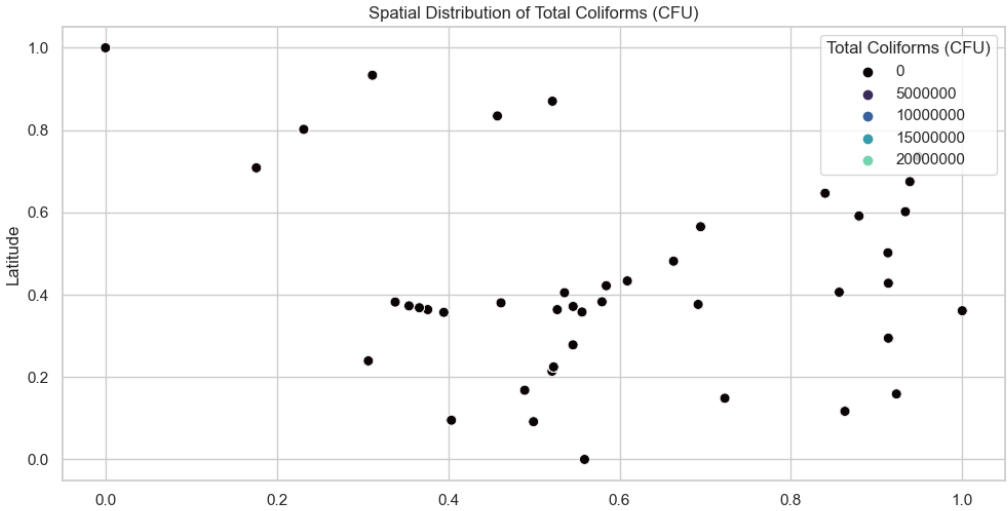 Spatial Distribution of Total Coliforms (CFU)
Total Coliforms (CFU)
0
5000000
10000000
15000000
20000000
Latitude
1.0
0.8
0.6
0.4
0.2
0.0
0.0 0.2 0.4 0.6 0.8 1.0